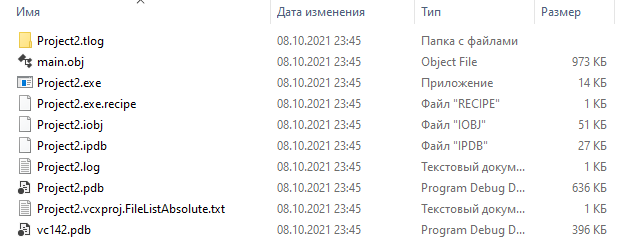 Имя Дата изменения Тип Размер
Project2.tlog 08.10.2021 23:45 Папка с файлами
main.obj 08.10.2021 23:45 Object File 973 КБ
Project2.exe 08.10.2021 23:45 Приложение 14 КБ
Project2.exe.recipe 08.10.2021 23:45 Файл "RECIPE" 1 КБ
Project2.iobj 08.10.2021 23:45 Файл "IOBJ" 51 КБ
Project2.ipdb 08.10.2021 23:45 Файл "IPDB" 27 КБ
Project2.log 08.10.2021 23:45 Текстовый докум... 1 КБ
Project2.pdb 08.10.2021 23:45 Program Debug D... 636 КБ
Project2.vcxproj.FileListAbsolute.txt 08.10.2021 23:45 Текстовый докум... 1 КБ
vc142.pdb 08.10.2021 23:45 Program Debug D... 396 КБ